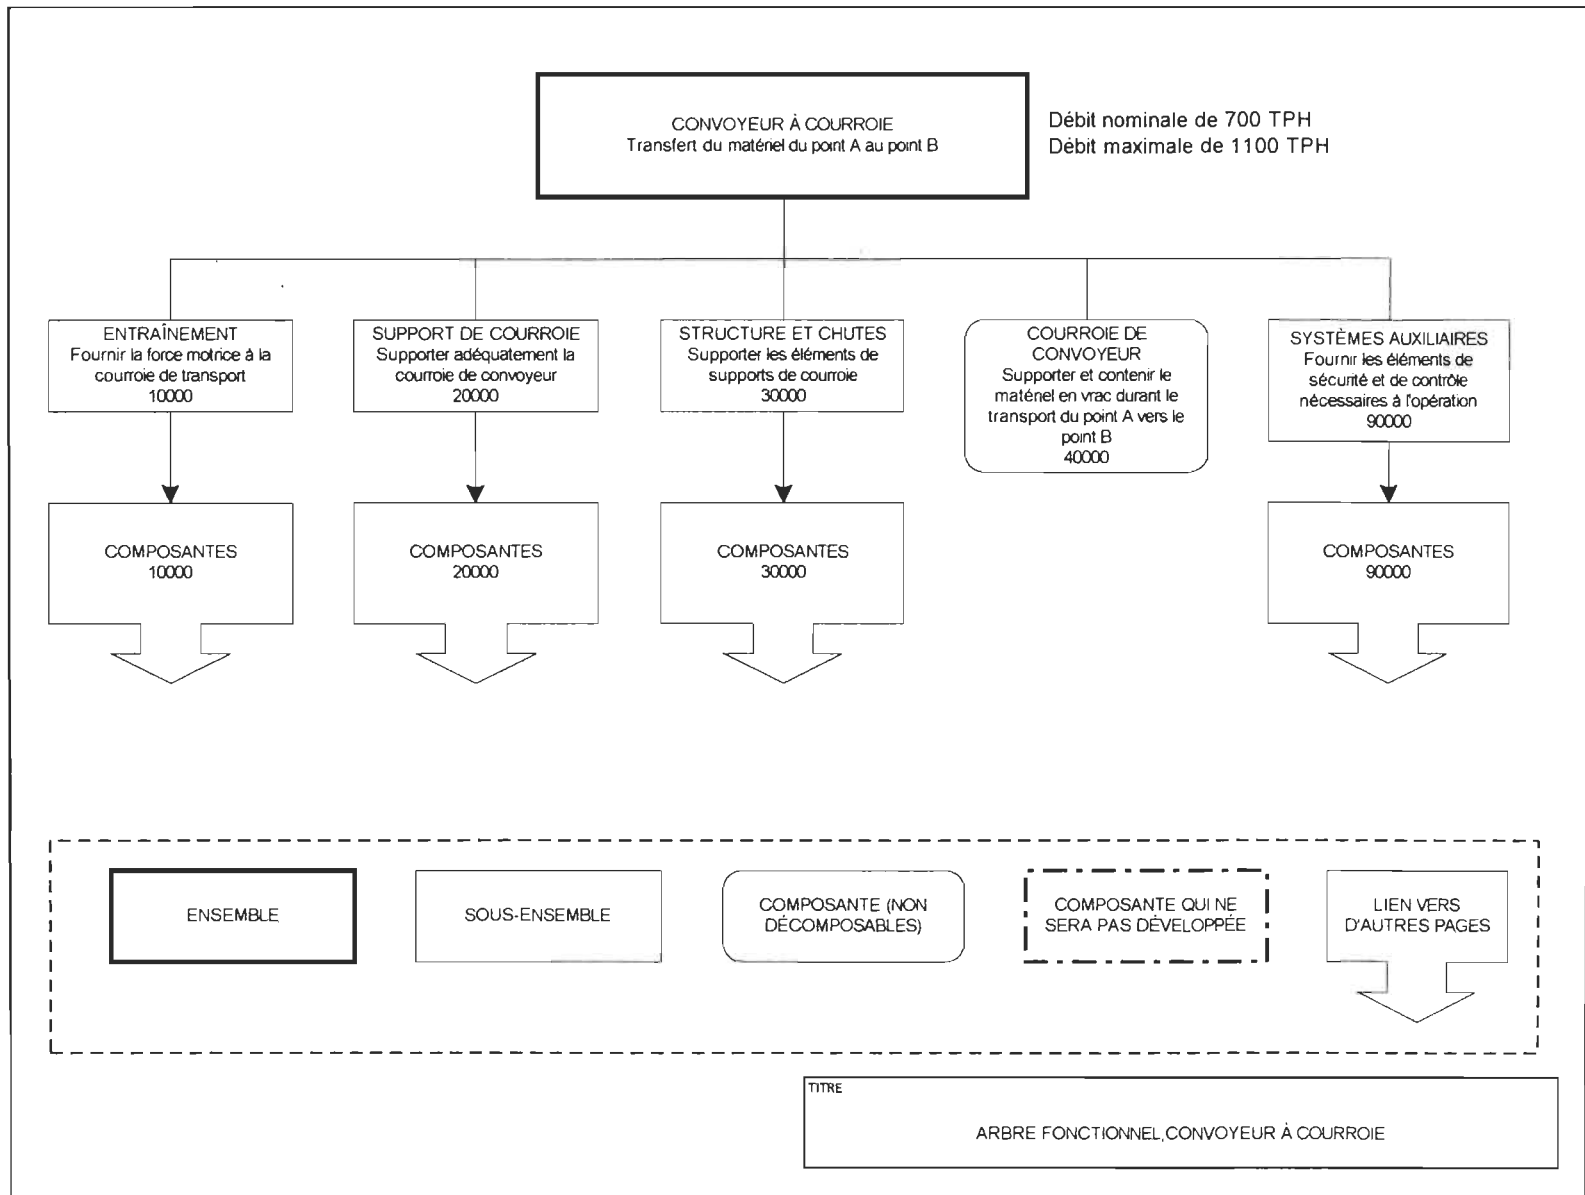 CONVOYEUR À COURROIE
Transfert du matériel du point A au point B
Débit nominale de 700 TPH
Débit maximale de 1100 TPH
ENTRAÎNEMENT
Fournir la force motrice à la
courroie de transport
10000
SUPPORT DE COURROIE
Supporter adéquatement la
courroie de convoyeur
20000
STRUCTURE ET CHUTES
Supporter les éléments de
supports de courroie
30000
COURROIE DE
CONVOYEUR
Supporter et contenir le
matériel en vrac durant le
transport du point A vers le
point B
40000
SYSTÈMES AUXILIAIRES
Fournir les éléments de
sécurité et de contrôle
nécessaires à l'opération
90000
COMPOSANTES
10000
COMPOSANTES
20000
COMPOSANTES
30000
COMPOSANTES
90000
ENSEMBLE
SOUS-ENSEMBLE
COMPOSANTE (NON
DÉCOMPOSABLES)
COMPOSANTE QUI NE
SERA PAS DÉVELOPPÉE
LIEN VERS
D'AUTRES PAGES
TITRE
ARBRE FONCTIONNEL, CONVOYEUR À COURROIE